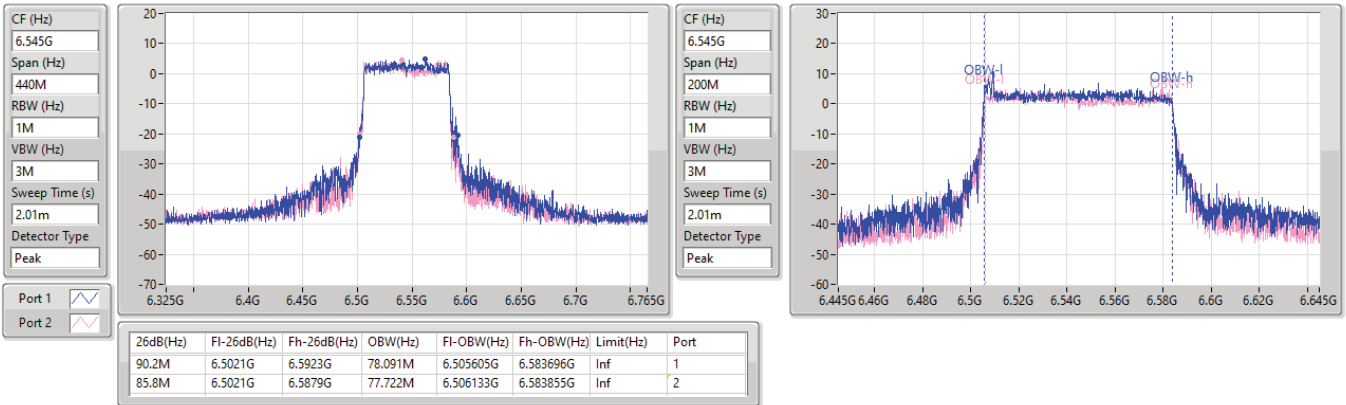 CF (Hz)
6.545G
Span (Hz)
440M
RBW (Hz)
1M
VBW (Hz)
3M
Sweep Time (s)
2.01m
Detector Type
Peak
Port 1
Port 2
20
10
0
-10
-20
-30
-40
-50
-60
-70
6.325G 6.4G 6.45G 6.5G 6.55G 6.6G 6.65G 6.7G 6.765G
CF (Hz)
6.545G
Span (Hz)
200M
RBW (Hz)
1M
VBW (Hz)
3M
Sweep Time (s)
2.01m
Detector Type
Peak
30
20
10
0
-10
-20
-30
-40
-50
-60
OBW-l OBW-h
OBW-l OBW-h
6.445G 6.46G 6.48G 6.5G 6.52G 6.54G 6.56G 6.58G 6.6G 6.62G 6.645G
26dB(Hz) Fl-26dB(Hz) Fh-26dB(Hz) OBW(Hz) Fl-OBW(Hz) Fh-OBW(Hz) Limit(Hz) Port
90.2M 6.5021G 6.5923G 78.091M 6.505605G 6.583696G Inf 1
85.8M 6.5021G 6.5879G 77.722M 6.506133G 6.583855G Inf 2